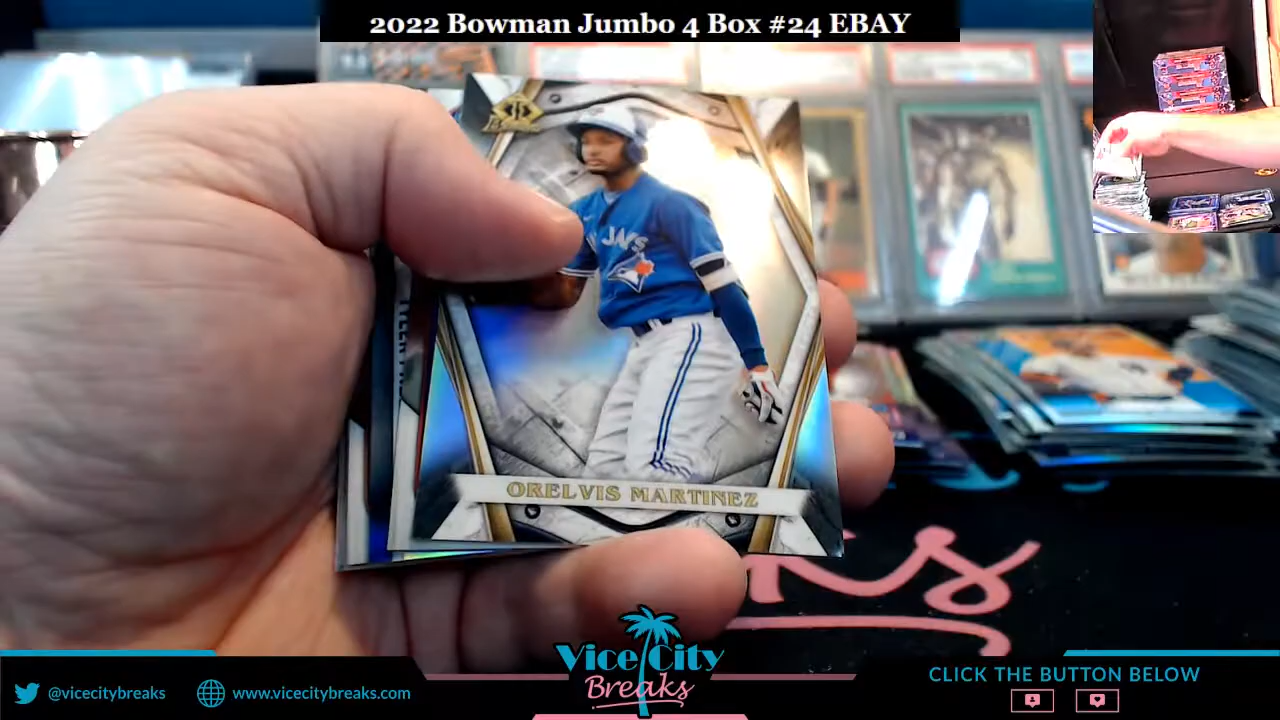 2022 Bowman Jumbo 4 Box #24 EBAY
JAYS
ORELVIS MARTINEZ
Vice City
Breaks
@vicecitybreaks
www.vicecitybreaks.com
CLICK THE BUTTON BELOW